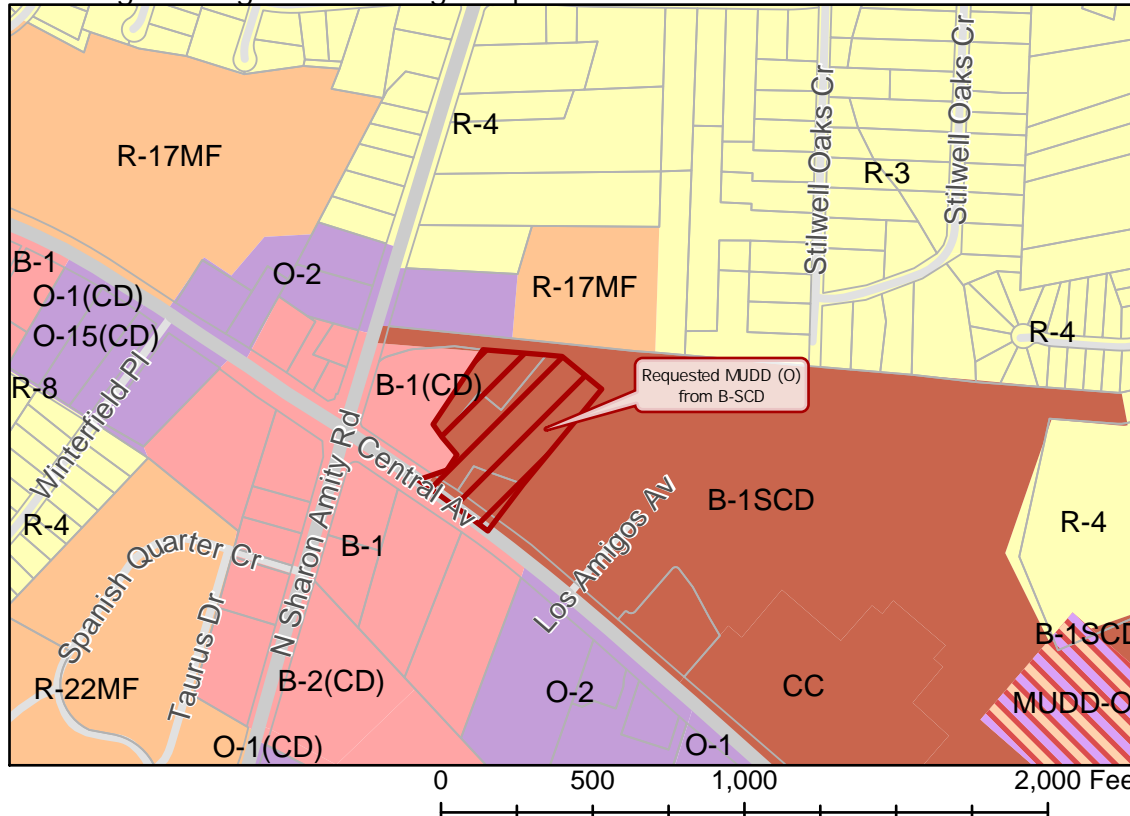 R-4
R-17MF
R-3
Stilwell Oaks Cr
Stilwell Oaks Cr
B-1
O-2
R-17MF
O-1(CD)
O-15(CD)
R-4
R-8
B-1(CD)
Requested MUDD (O)
from B-SCD
Winterfield Pl
N Sharon Amity Rd
Central Av
B-1SCD
R-4
R-4
B-1
Los Amigos Av
Spanish Quarter Cr
Taurus Dr
B-1SCD
R-22MF
B-2(CD)
O-2
CC
MUDD-O
O-1(CD)
O-1
0 500 1,000 2,000 Fee